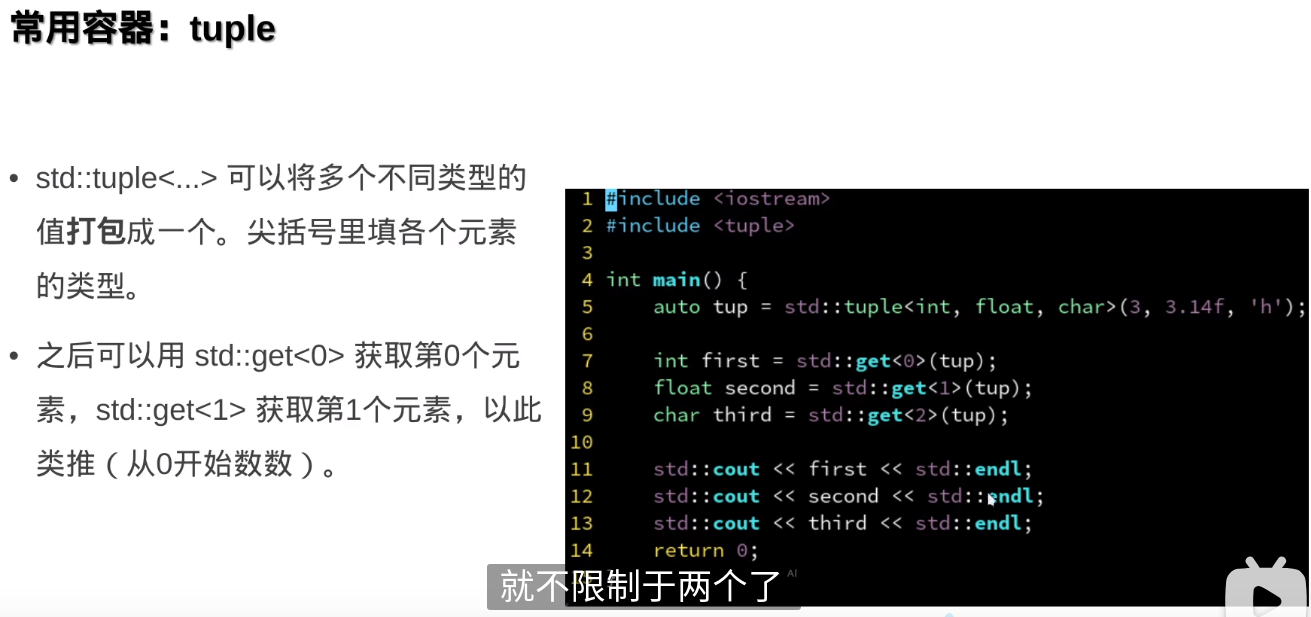 常用容器：tuple
• std::tuple<...> 可以将多个不同类型的
值打包成一个。尖括号里填各个元素
的类型。
• 之后可以用 std::get<0> 获取第0个元
素，std::get<1> 获取第1个元素，以此
类推（从0开始数数）。
1 #include <iostream>
2 #include <tuple>
3
4 int main() {
5     auto tup = std::tuple<int, float, char>(3, 3.14f, 'h');
6
7     int first = std::get<0>(tup);
8     float second = std::get<1>(tup);
9     char third = std::get<2>(tup);
10
11     std::cout << first << std::endl;
12     std::cout << second << std::endl;
13     std::cout << third << std::endl;
14     return 0;
就不限制于两个了 AI